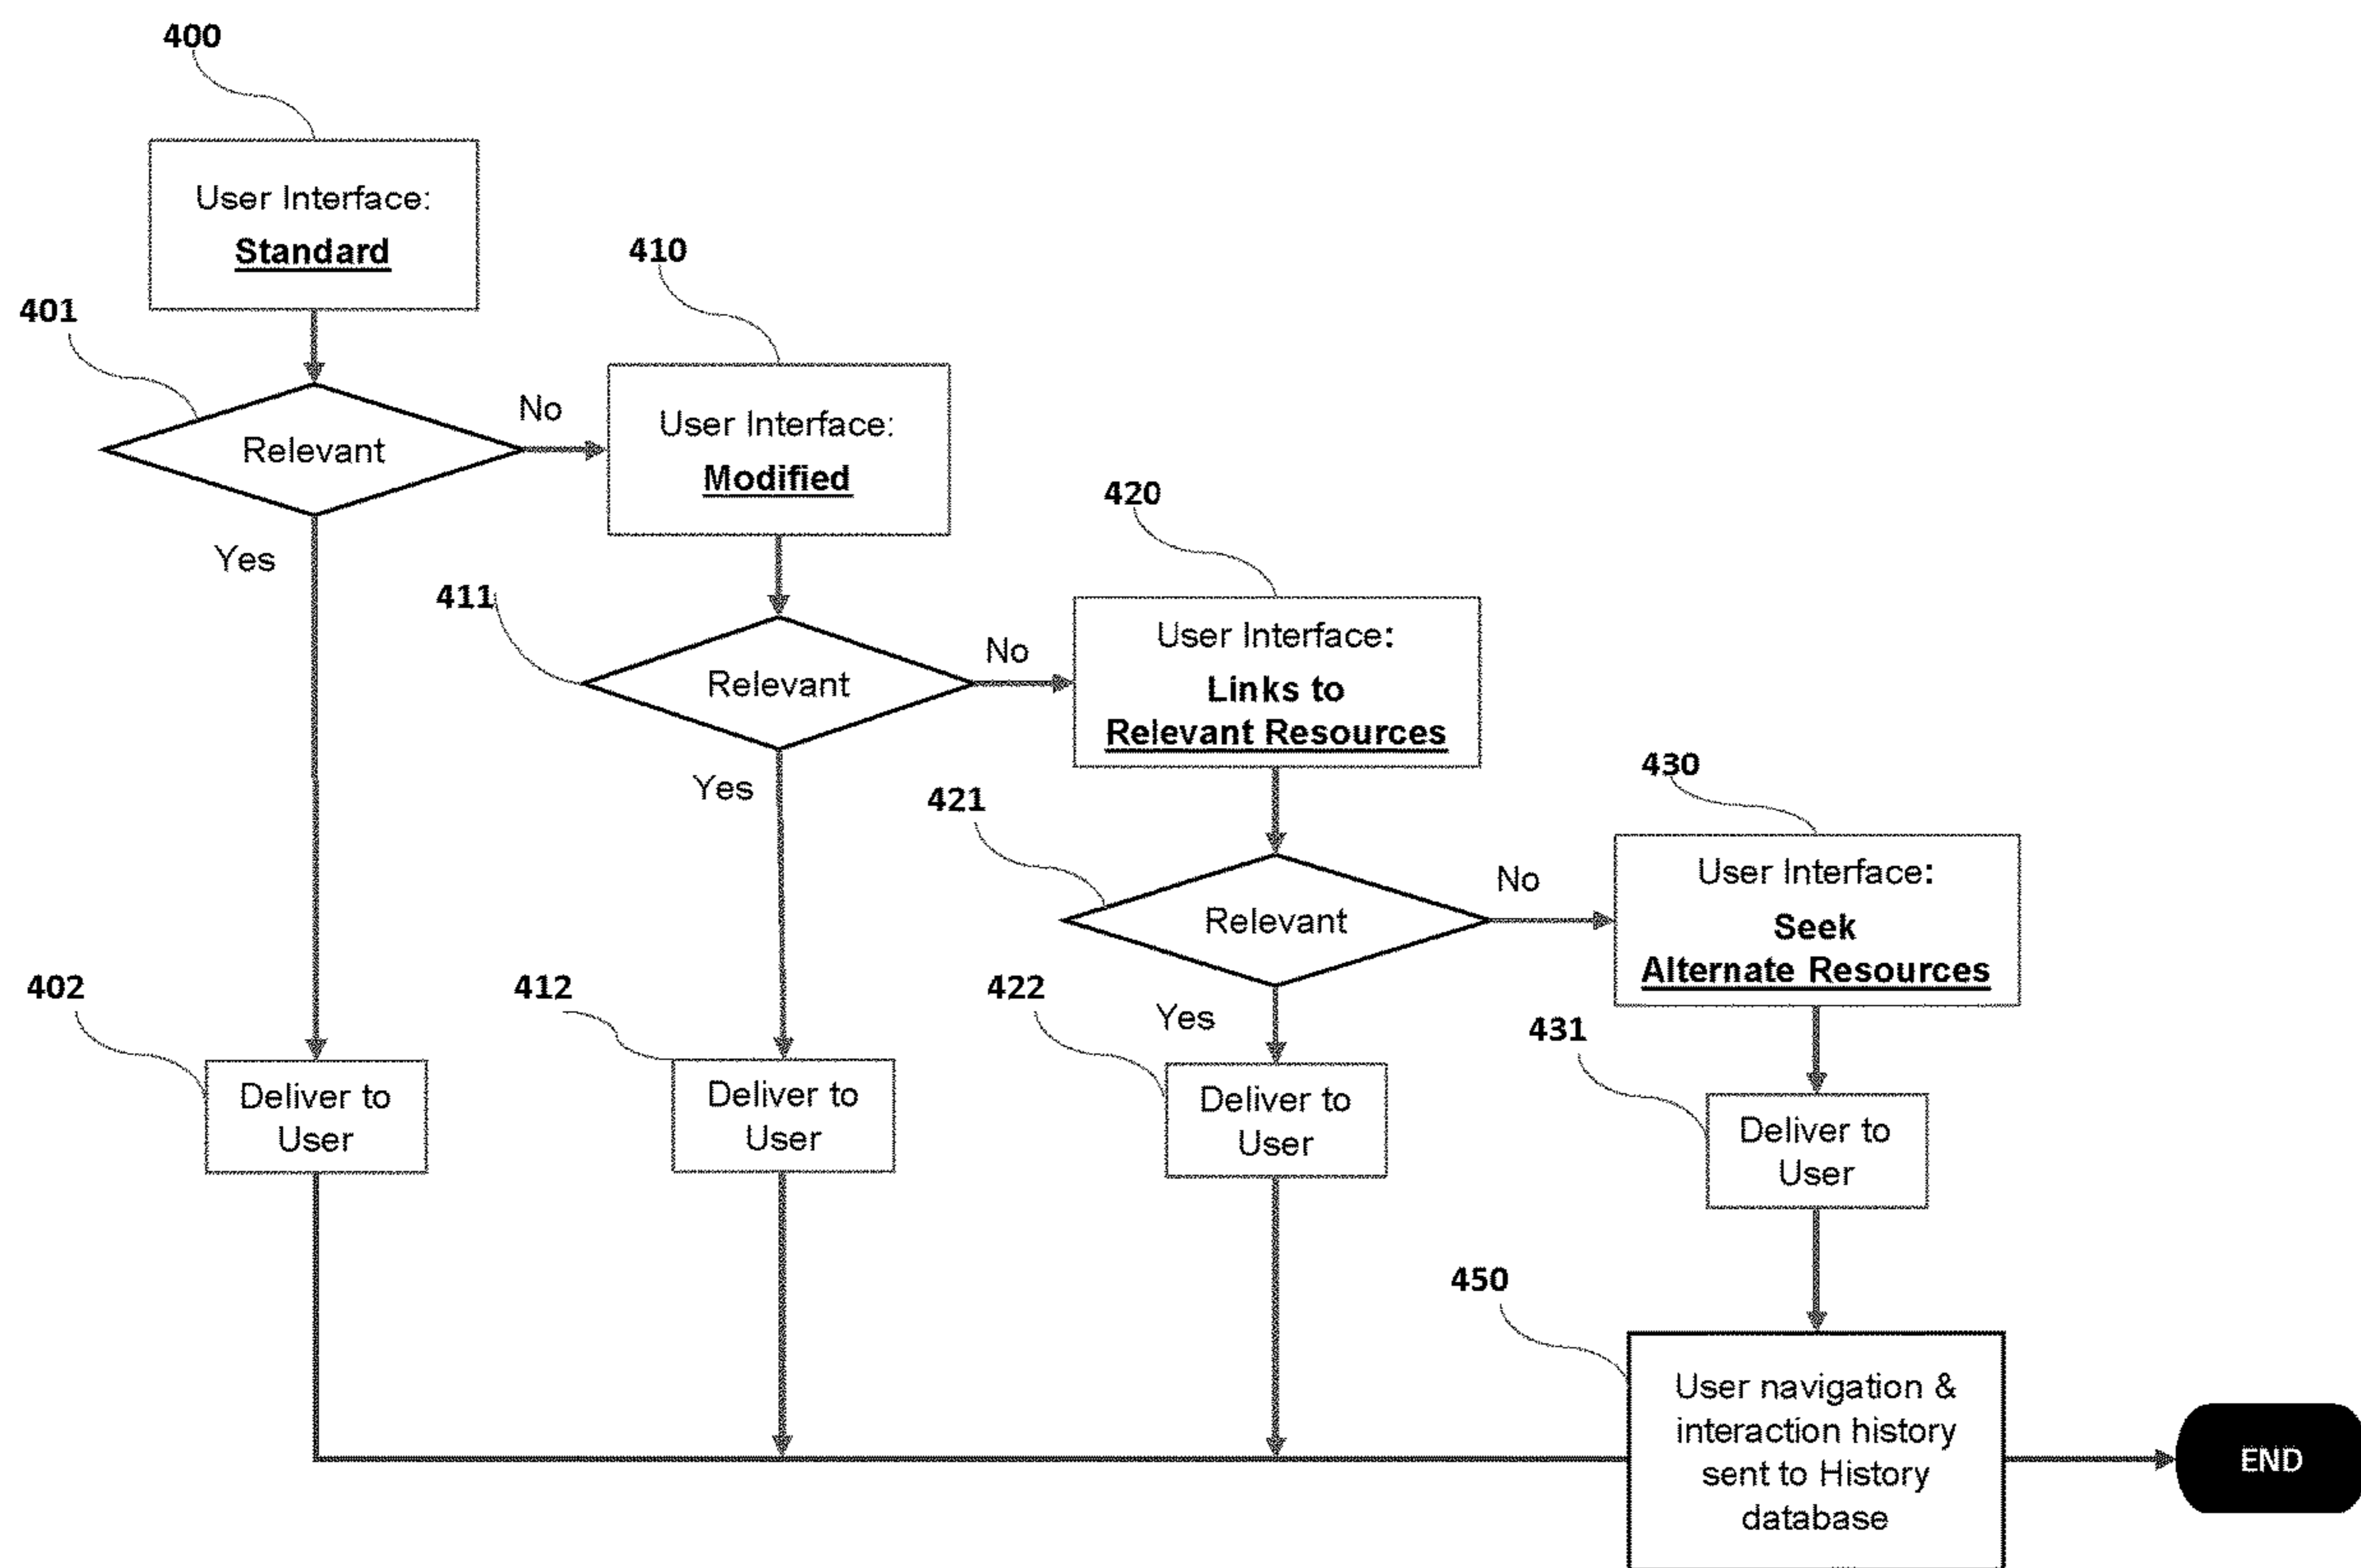 400
User Interface:
Standard
410
401
No
User Interface:
Modified
Relevant
420
Yes
411
No
User Interface:
Links to
Relevant Resources
Relevant
430
Yes
421
No
User Interface:
Seek
Alternate Resources
Relevant
402
412
422
Yes
431
Deliver to
User
Deliver to
User
Deliver to
User
Deliver to
User
450
User navigation &
interaction history
sent to History
database
END